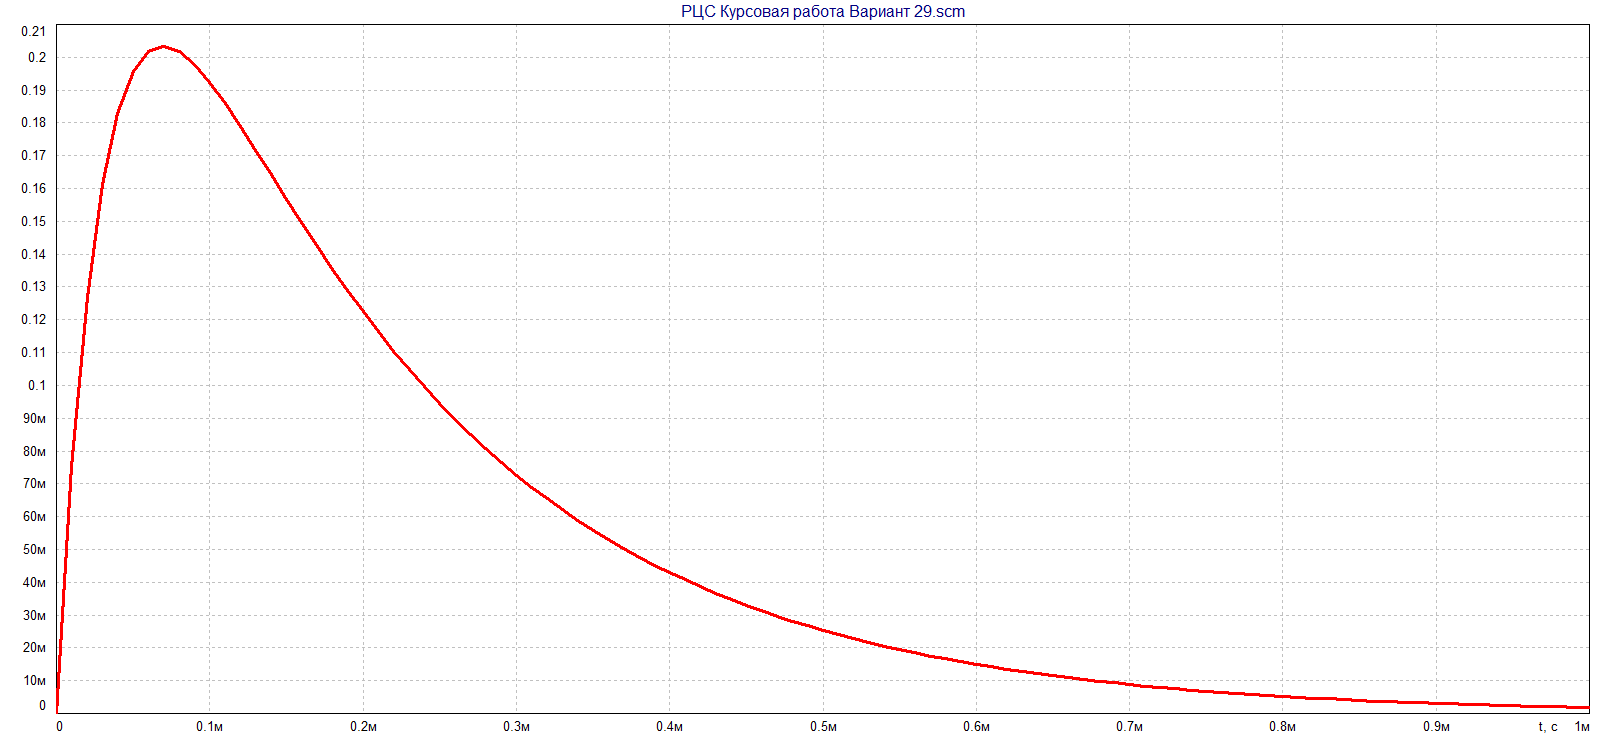 РЦС Курсовая работа Вариант 29.scm
0.21
0.2
0.19
0.18
0.17
0.16
0.15
0.14
0.13
0.12
0.11
0.1
90м
80м
70м
60м
50м
40м
30м
20м
10м
0
0 0.1м 0.2м 0.3м 0.4м 0.5м 0.6м 0.7м 0.8м 0.9м t, с 1м